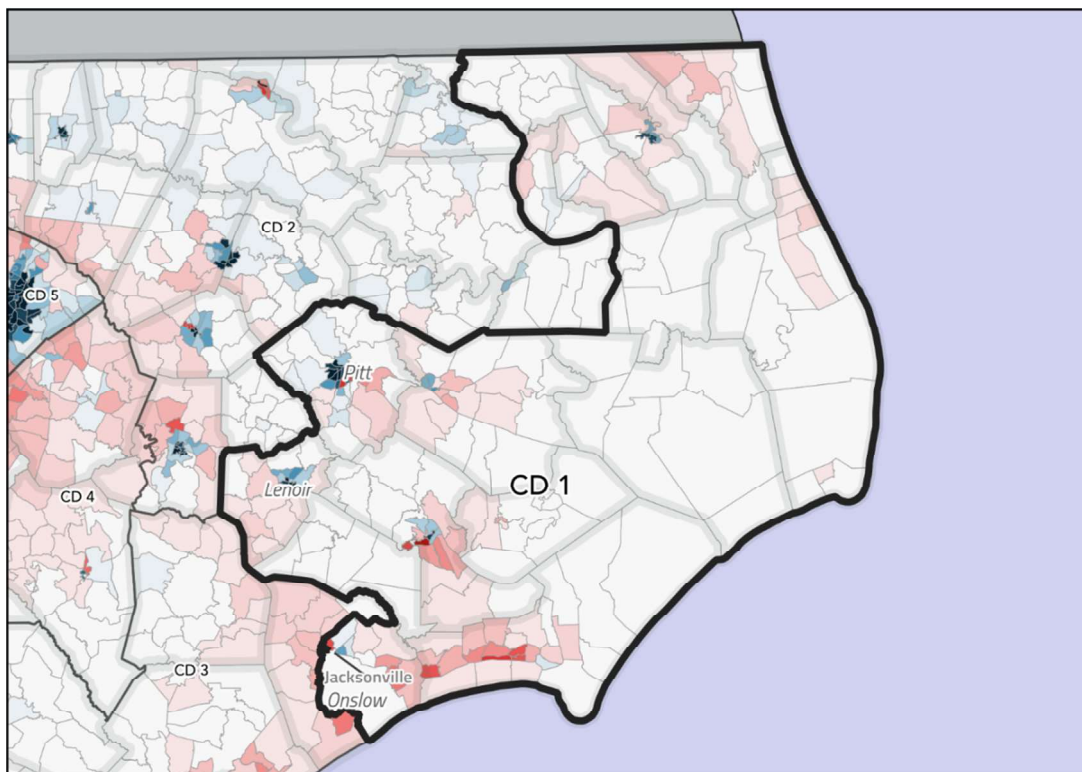 CD 2
CD 5
Pitt
CD 1
Lenoir
CD 4
CD 3
Jacksonville
Onslow